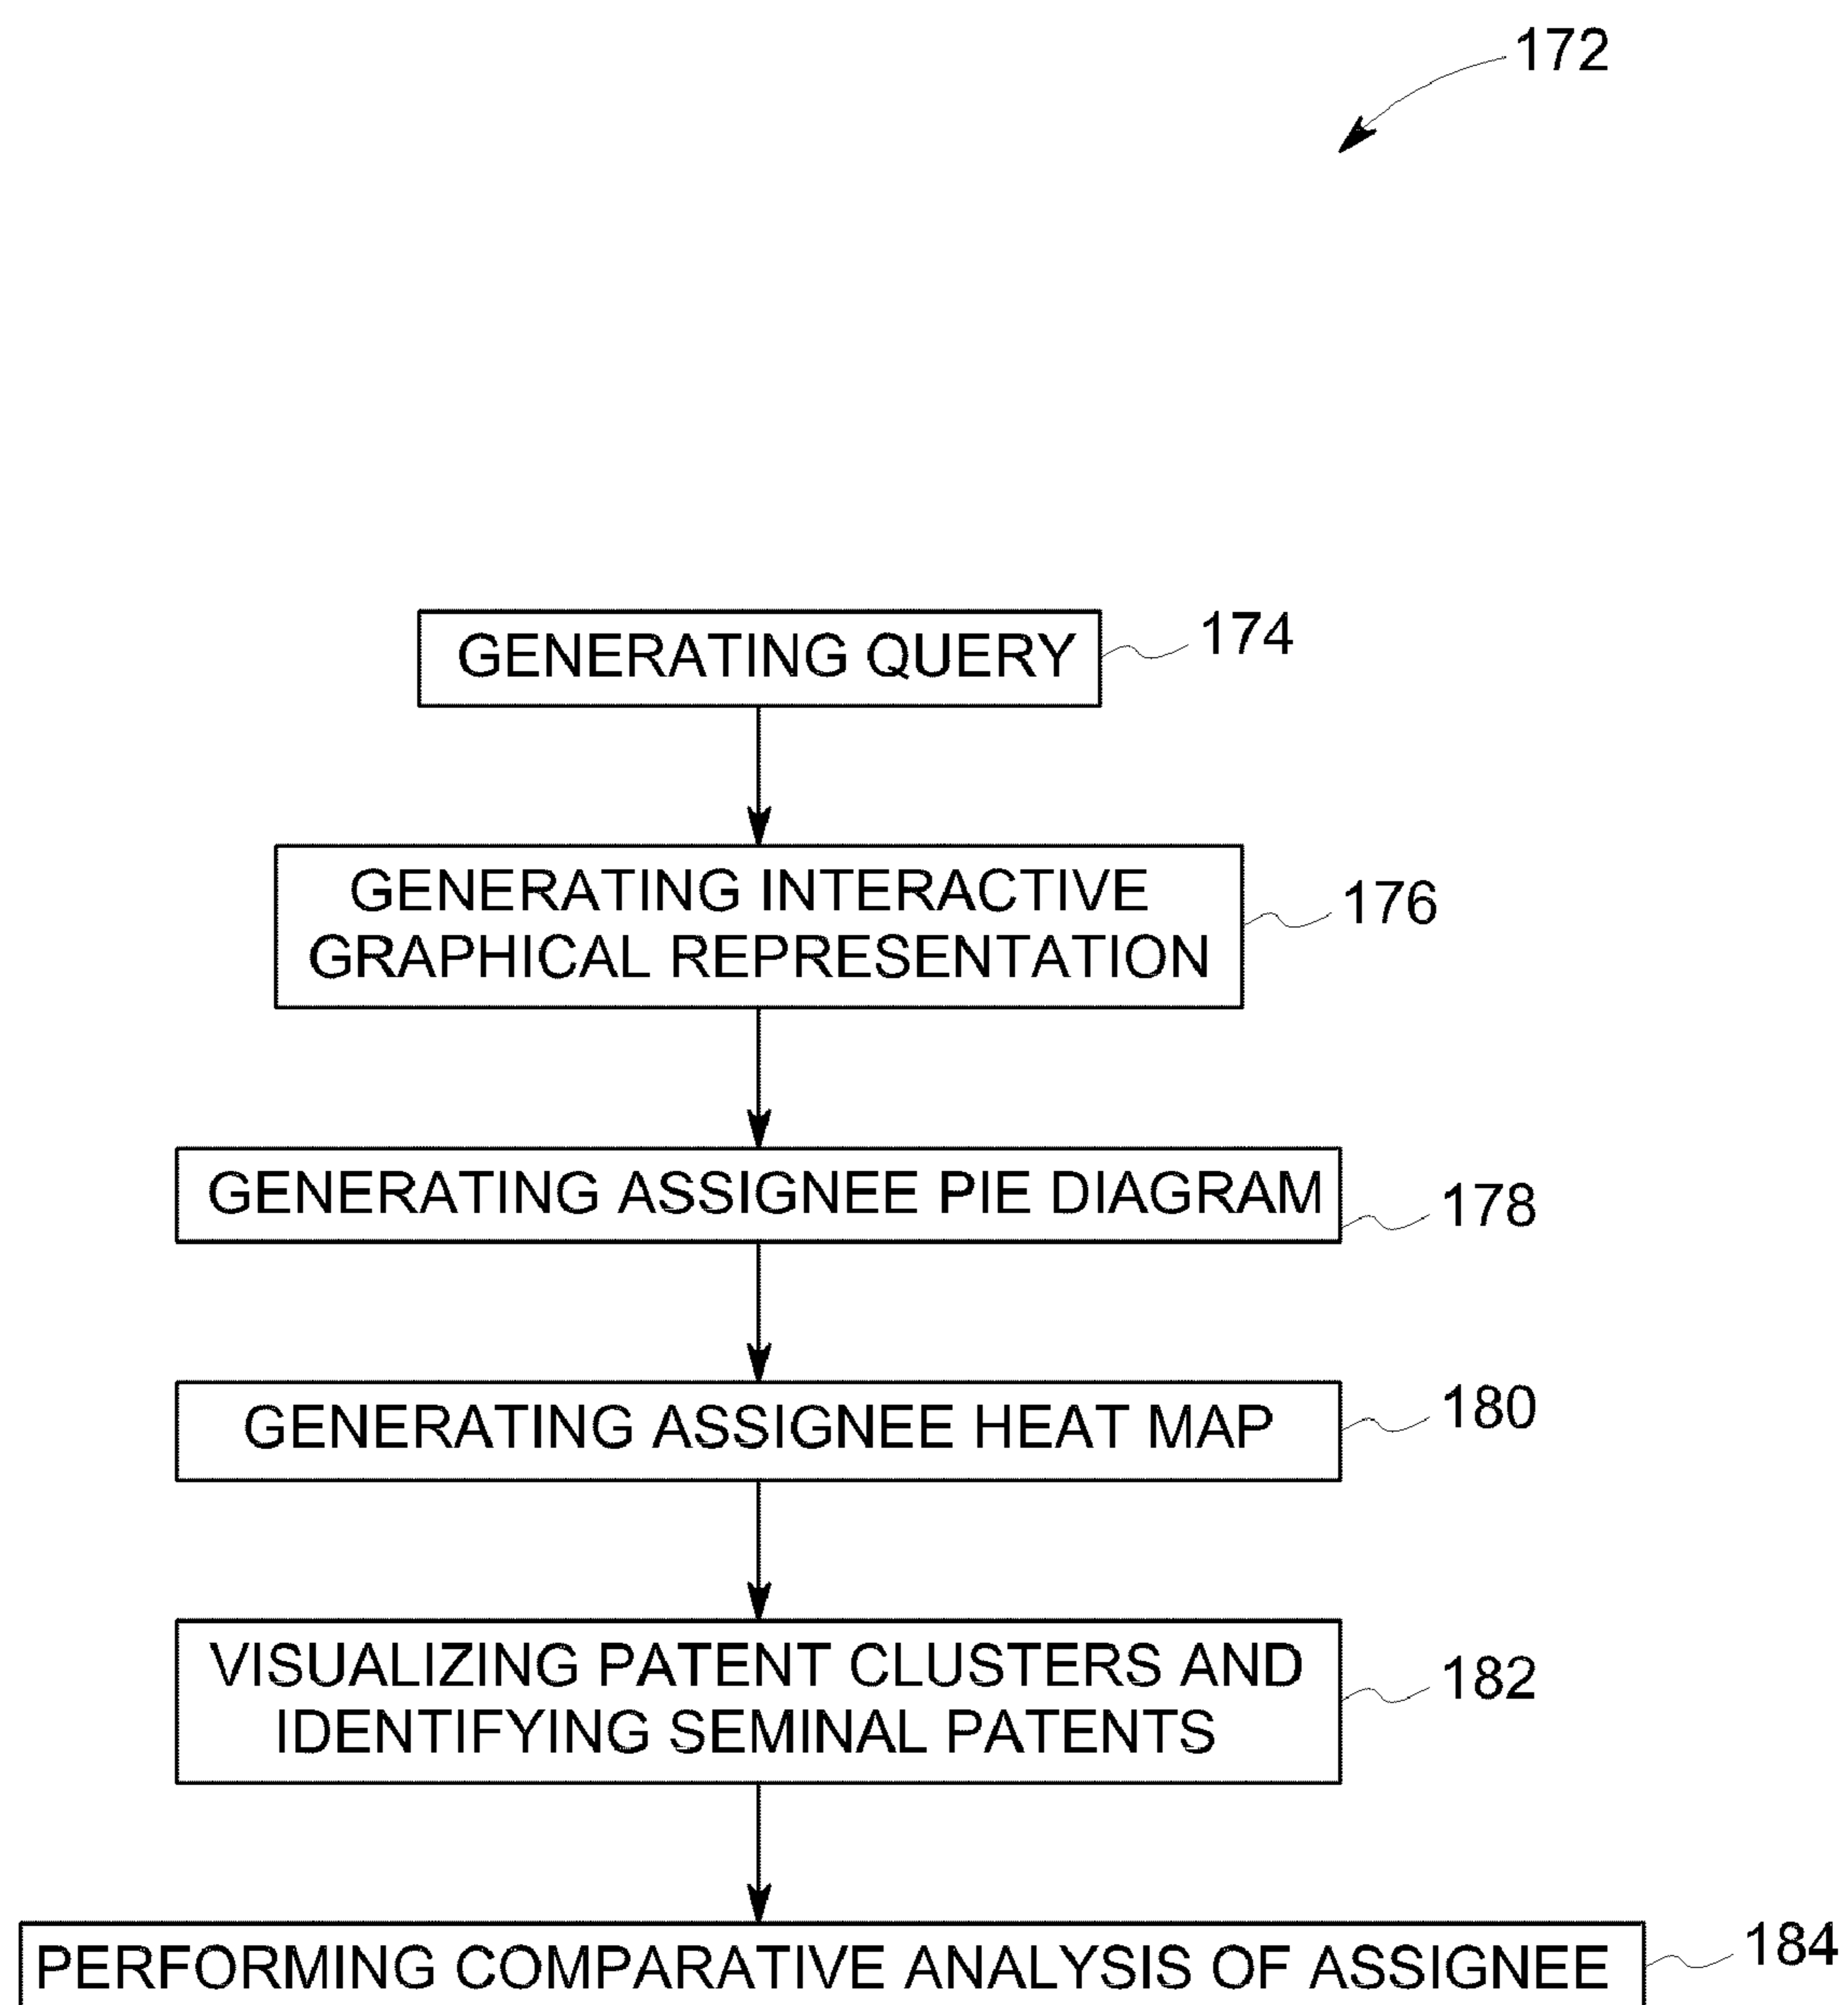 172
GENERATING QUERY
174
GENERATING INTERACTIVE
GRAPHICAL REPRESENTATION
176
GENERATING ASSIGNEE PIE DIAGRAM
178
GENERATING ASSIGNEE HEAT MAP
180
VISUALIZING PATENT CLUSTERS AND
IDENTIFYING SEMINAL PATENTS
182
PERFORMING COMPARATIVE ANALYSIS OF ASSIGNEE
184